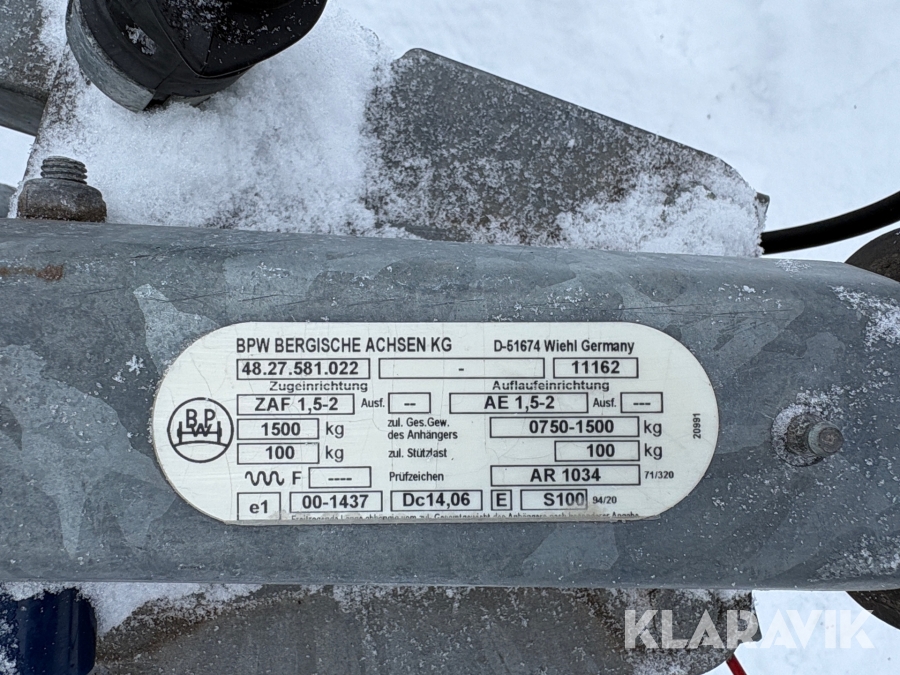 BPW BERGISCHE ACHSEN KG D-51674 Wiehl Germany
48.27.581.022 - 11162
Zugeinrichtung Auflaufeinrichtung
ZAF 1,5-2 Ausf. -- AE 1,5-2 Ausf. ---
1500 kg zul. Ges.Gew. des Anhängers 0750-1500 kg
100 kg zul. Stützlast 100 kg
F ---- Prüfzeichen AR 1034 71/320
e1 00-1437 Dc14,06 E S100 94/20
BPW
20991
KLARAVIK